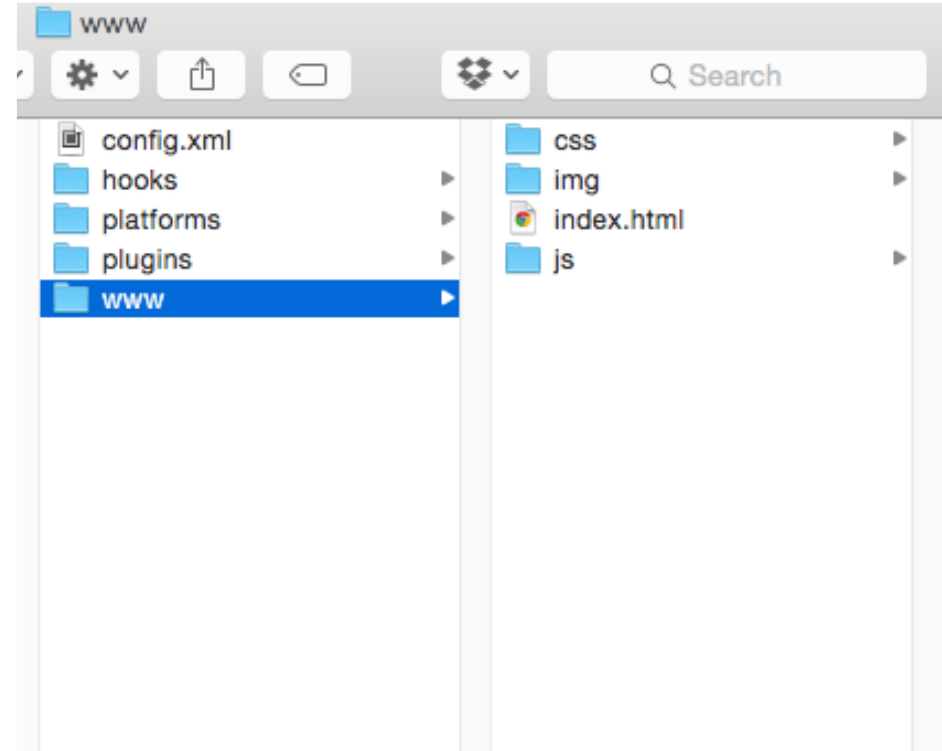 www
Search
config.xml
hooks
platforms
plugins
www
css
img
index.html
js